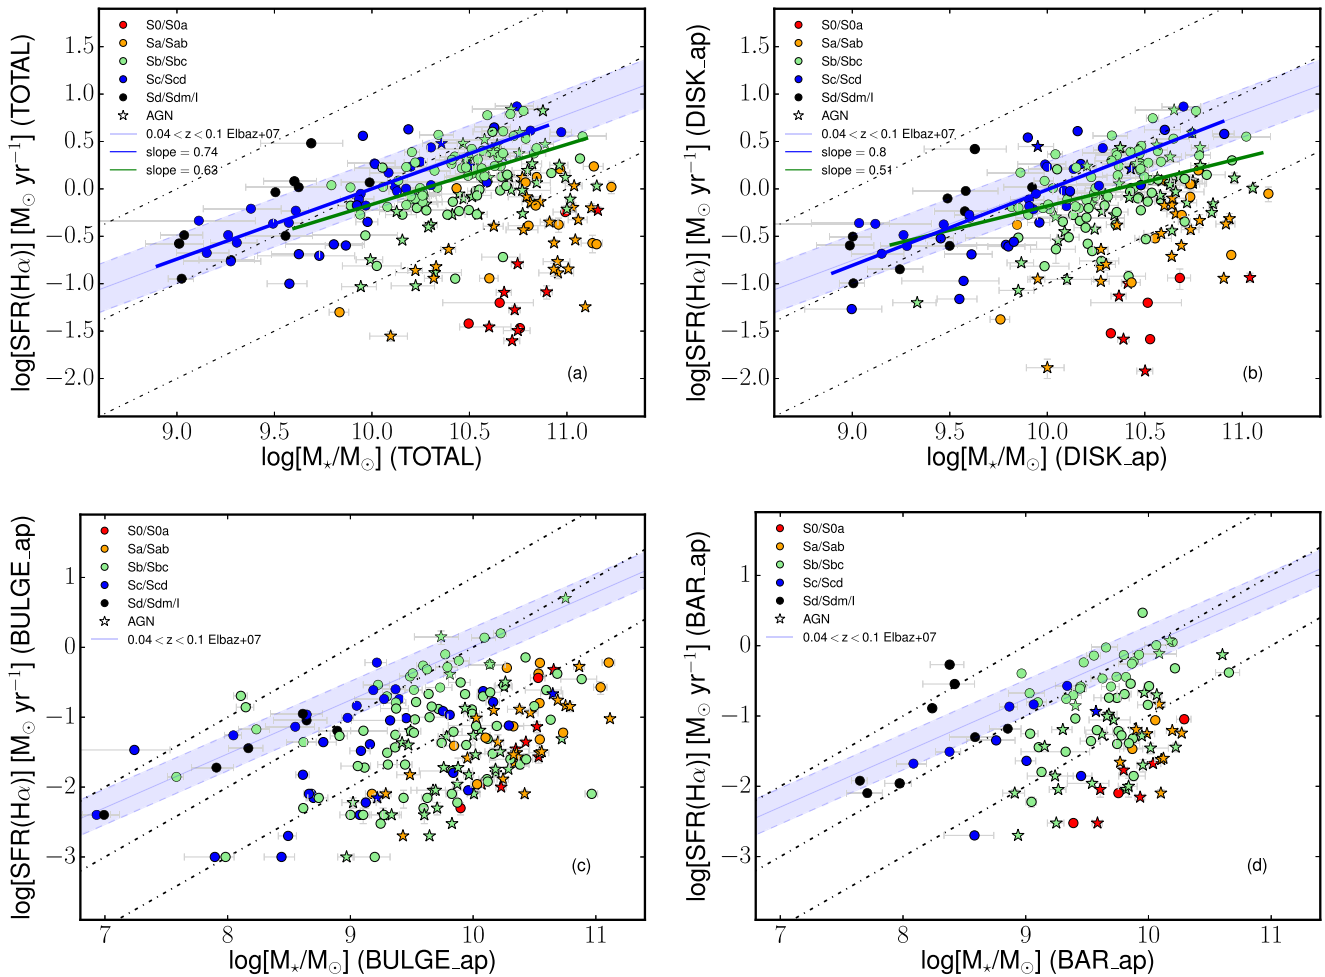 S0/S0a
Sa/Sab
Sb/Sbc
Sc/Scd
Sd/Sdm/I
AGN
0.04 < z < 0.1 Elbaz+07
slope = 0.74
slope = 0.63
1.5
1.0
0.5
0.0
−0.5
−1.0
−1.5
−2.0
log[SFR(Hα)] [M⊙ yr⁻¹] (TOTAL)
(a)
9.0 9.5 10.0 10.5 11.0
log[M⋆/M⊙] (TOTAL)
S0/S0a
Sa/Sab
Sb/Sbc
Sc/Scd
Sd/Sdm/I
AGN
0.04 < z < 0.1 Elbaz+07
slope = 0.8
slope = 0.51
1.5
1.0
0.5
0.0
−0.5
−1.0
−1.5
−2.0
log[SFR(Hα)] [M⊙ yr⁻¹] (DISK_ap)
(b)
9.0 9.5 10.0 10.5 11.0
log[M⋆/M⊙] (DISK_ap)
S0/S0a
Sa/Sab
Sb/Sbc
Sc/Scd
Sd/Sdm/I
AGN
0.04 < z < 0.1 Elbaz+07
1
0
−1
−2
−3
log[SFR(Hα)] [M⊙ yr⁻¹] (BULGE_ap)
(c)
7 8 9 10 11
log[M⋆/M⊙] (BULGE_ap)
S0/S0a
Sa/Sab
Sb/Sbc
Sc/Scd
Sd/Sdm/I
AGN
0.04 < z < 0.1 Elbaz+07
1
0
−1
−2
−3
log[SFR(Hα)] [M⊙ yr⁻¹] (BAR_ap)
(d)
7 8 9 10 11
log[M⋆/M⊙] (BAR_ap)